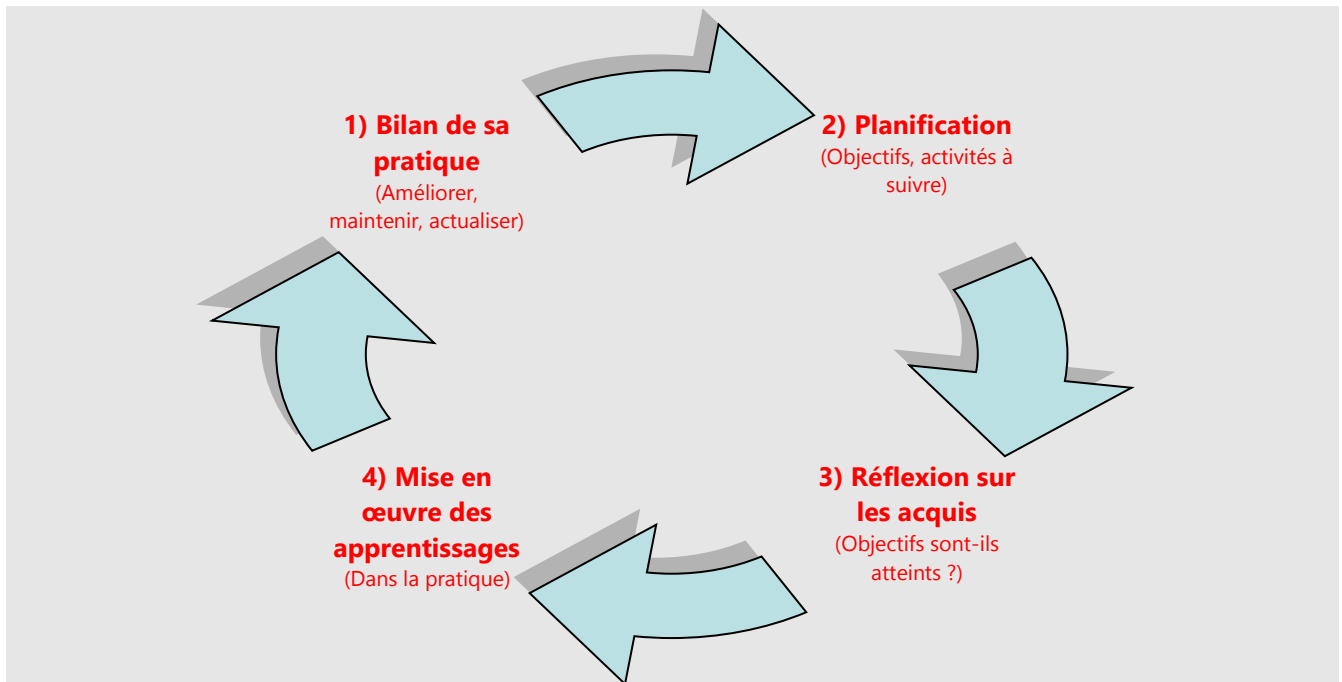 1) Bilan de sa
pratique
(Améliorer,
maintenir, actualiser)
2) Planification
(Objectifs, activités à
suivre)
3) Réflexion sur
les acquis
(Objectifs sont-ils
atteints ?)
4) Mise en
œuvre des
apprentissages
(Dans la pratique)